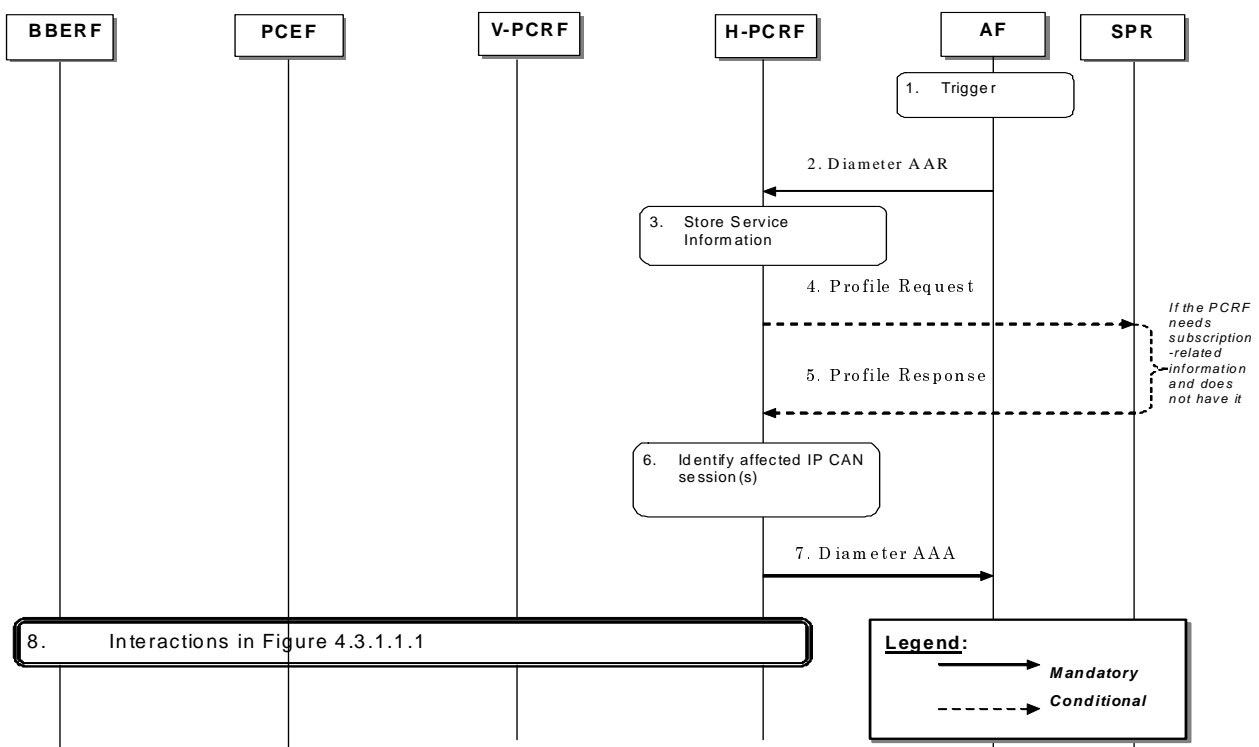 BBERF
PCEF
V-PCRF
H-PCRF
AF
SPR
1. Trigger
2. Diameter AAR
3. Store Service
Information
4. Profile Request
If the PCRF
needs
subscription
-related
information
and does
not have it
5. Profile Response
6. Identify affected IP CAN
session(s)
7. Diameter AAA
8. Interactions in Figure 4.3.1.1.1
Legend:
Mandatory
Conditional